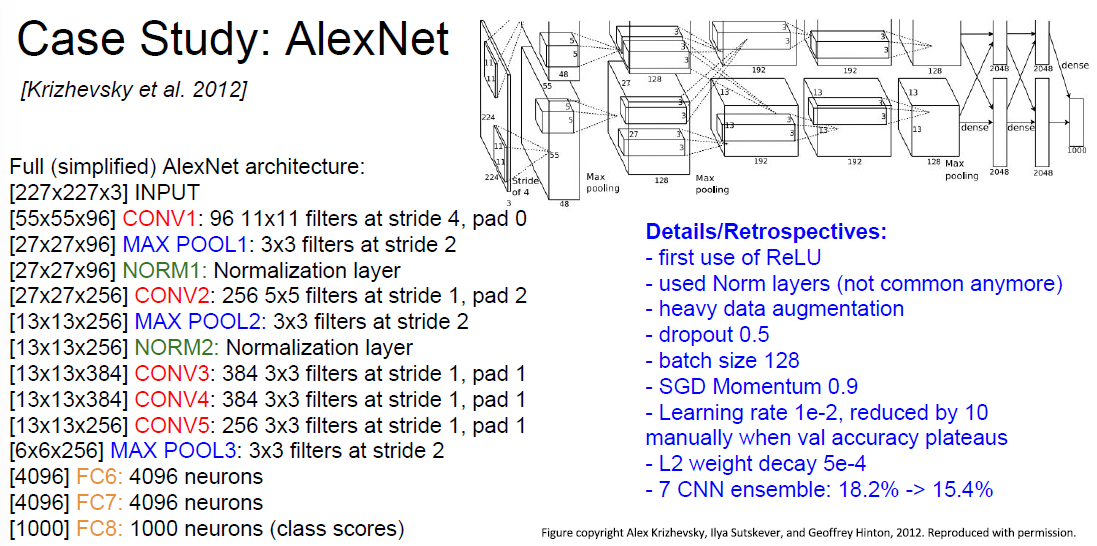 Case Study: AlexNet
[Krizhevsky et al. 2012]
Full (simplified) AlexNet architecture:
[227x227x3] INPUT
[55x55x96] CONV1: 96 11x11 filters at stride 4, pad 0
[27x27x96] MAX POOL1: 3x3 filters at stride 2
[27x27x96] NORM1: Normalization layer
[27x27x256] CONV2: 256 5x5 filters at stride 1, pad 2
[13x13x256] MAX POOL2: 3x3 filters at stride 2
[13x13x256] NORM2: Normalization layer
[13x13x384] CONV3: 384 3x3 filters at stride 1, pad 1
[13x13x384] CONV4: 384 3x3 filters at stride 1, pad 1
[13x13x256] CONV5: 256 3x3 filters at stride 1, pad 1
[6x6x256] MAX POOL3: 3x3 filters at stride 2
[4096] FC6: 4096 neurons
[4096] FC7: 4096 neurons
[1000] FC8: 1000 neurons (class scores)
11
11
5
5
3
3
3
3
3
3
48
128
192
192
128
2048
2048
dense
55
27
224
5
5
3
3
13
13
13
3
3
3
3
13
13
13
11
11
55
27
dense
dense
1000
224
Stride
of 4
3
48
Max
pooling
128
Max
pooling
192
192
128
Max
pooling
2048
2048
Details/Retrospectives:
- first use of ReLU
- used Norm layers (not common anymore)
- heavy data augmentation
- dropout 0.5
- batch size 128
- SGD Momentum 0.9
- Learning rate 1e-2, reduced by 10
manually when val accuracy plateaus
- L2 weight decay 5e-4
- 7 CNN ensemble: 18.2% -> 15.4%
Figure copyright Alex Krizhevsky, Ilya Sutskever, and Geoffrey Hinton, 2012. Reproduced with permission.